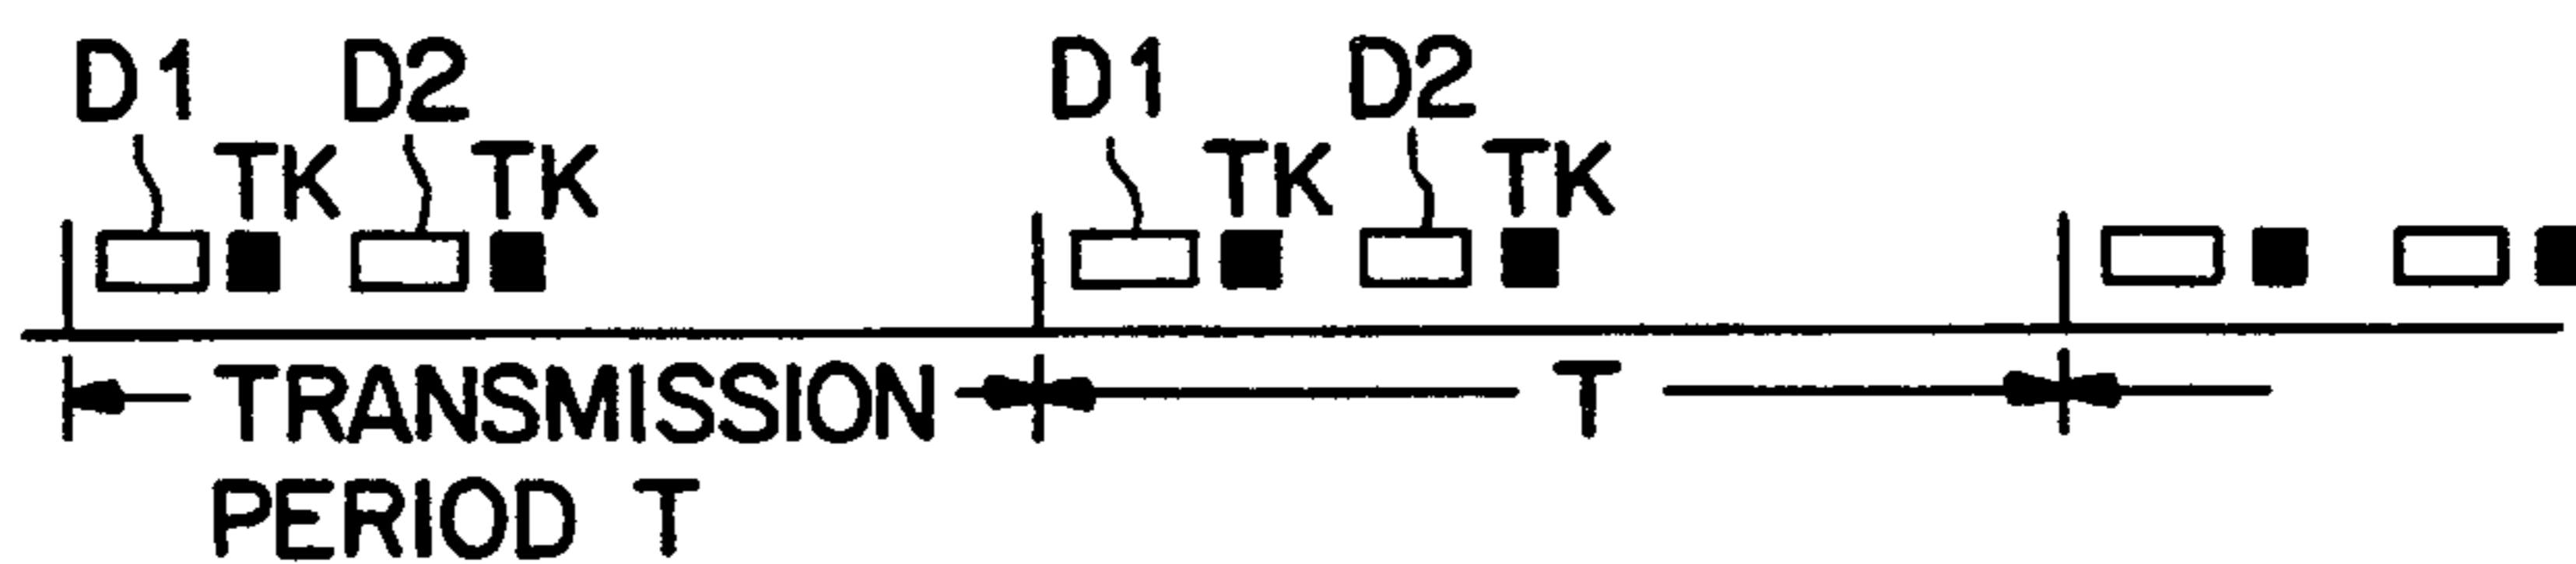 D1 D2 D1 D2
TK TK TK TK
TRANSMISSION T
PERIOD T